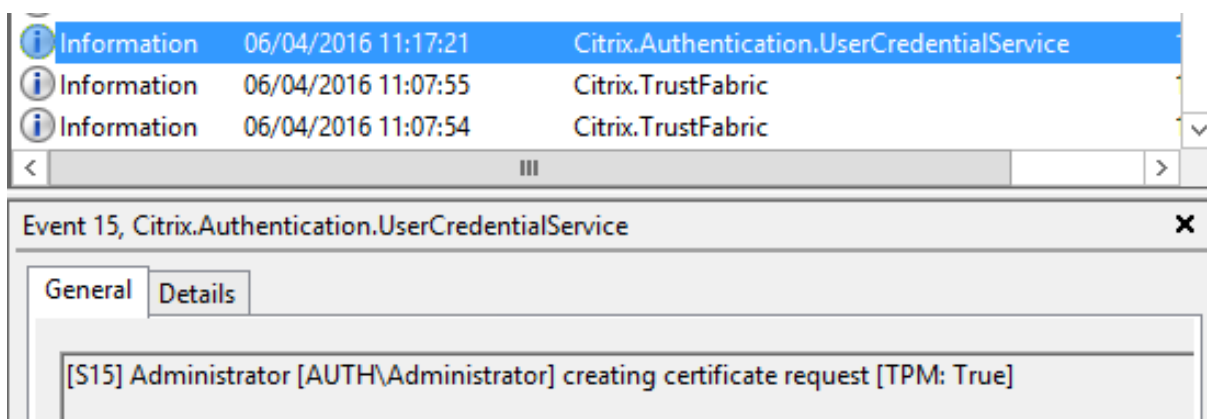 Information 06/04/2016 11:17:21 Citrix.Authentication.UserCredentialService
Information 06/04/2016 11:07:55 Citrix.TrustFabric
Information 06/04/2016 11:07:54 Citrix.TrustFabric
Event 15, Citrix.Authentication.UserCredentialService
General Details
[S15] Administrator [AUTH\Administrator] creating certificate request [TPM: True]